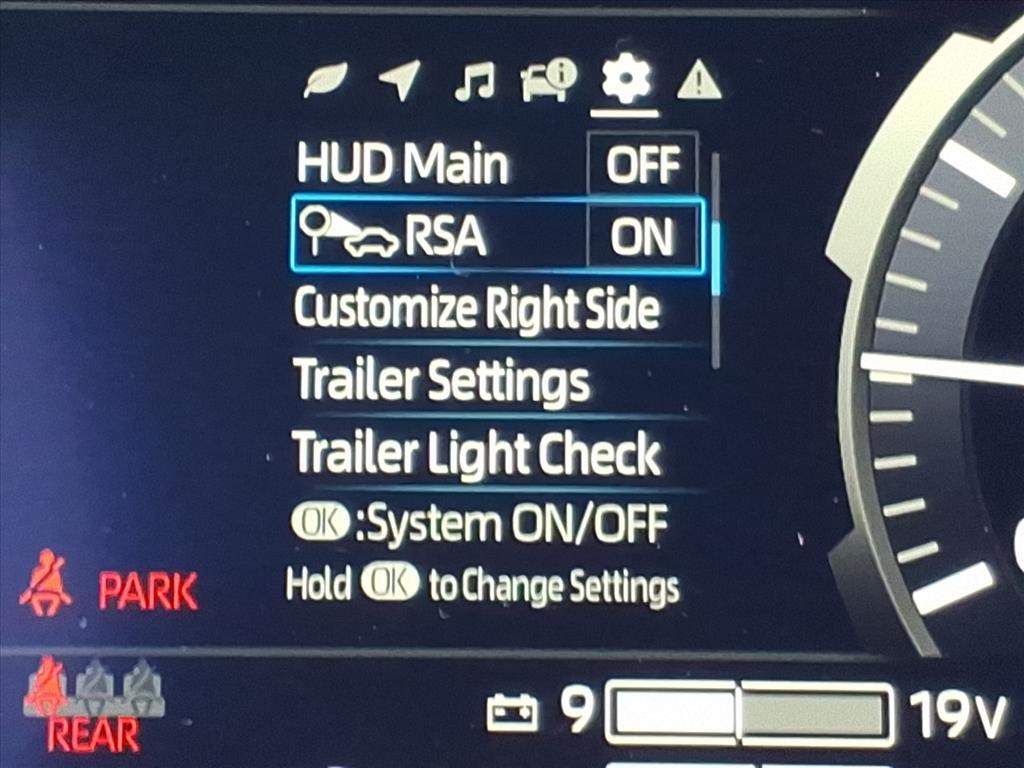 HUD Main OFF
RSA ON
Customize Right Side
Trailer Settings
Trailer Light Check
OK :System ON/OFF
Hold OK to Change Settings
PARK
REAR
9 19V